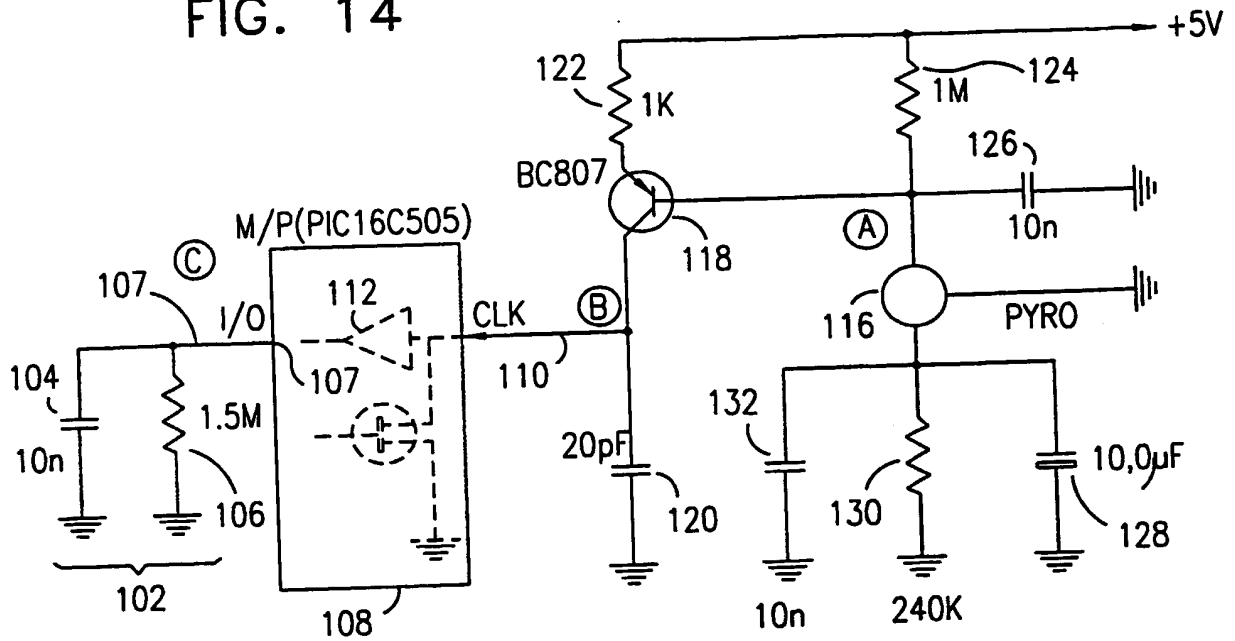 FIG. 14
+5V
122
1K
124
1M
BC807
126
10n
118
A
M/P(PIC16C505)
C
107
I/O
112
CLK
B
116
PYRO
104
107
110
132
1.5M
10n
106
20pF
120
130
10,0µF
128
102
108
10n
240K